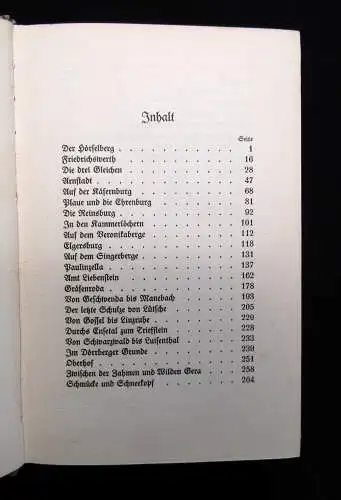 Inhalt
Seite
Der Hörselberg . . . . . . . . . . 1
Friedrichswerth . . . . . . . . . . 16
Die drei Gleichen . . . . . . . . . . 28
Arnstadt . . . . . . . . . . 47
Auf der Käfernburg . . . . . . . . . . 68
Plaue und die Ehrenburg . . . . . . . . . . 81
Die Reinsburg . . . . . . . . . . 92
In den Kammerlöchern . . . . . . . . . . 101
Auf dem Veronikaberge . . . . . . . . . . 112
Elgersburg . . . . . . . . . . 118
Auf dem Singerberge . . . . . . . . . . 131
Paulinzella . . . . . . . . . . 137
Amt Liebenstein . . . . . . . . . . 162
Gräfenroda . . . . . . . . . . 178
Von Geschwenda bis Manebach . . . . . . . . . . 193
Der letzte Schulze von Lütsche . . . . . . . . . . 205
Von Gossel bis Linzruhe . . . . . . . . . . 220
Durchs Ensetal zum Triefstein . . . . . . . . . . 228
Von Schwarzwald bis Luisenthal . . . . . . . . . . 233
Im Dörrberger Grunde . . . . . . . . . . 239
Oberhof . . . . . . . . . . 251
Zwischen der Zahmen und Wilden Gera . . . . . . . . . . 258
Schmücke und Schneekopf . . . . . . . . . . 264